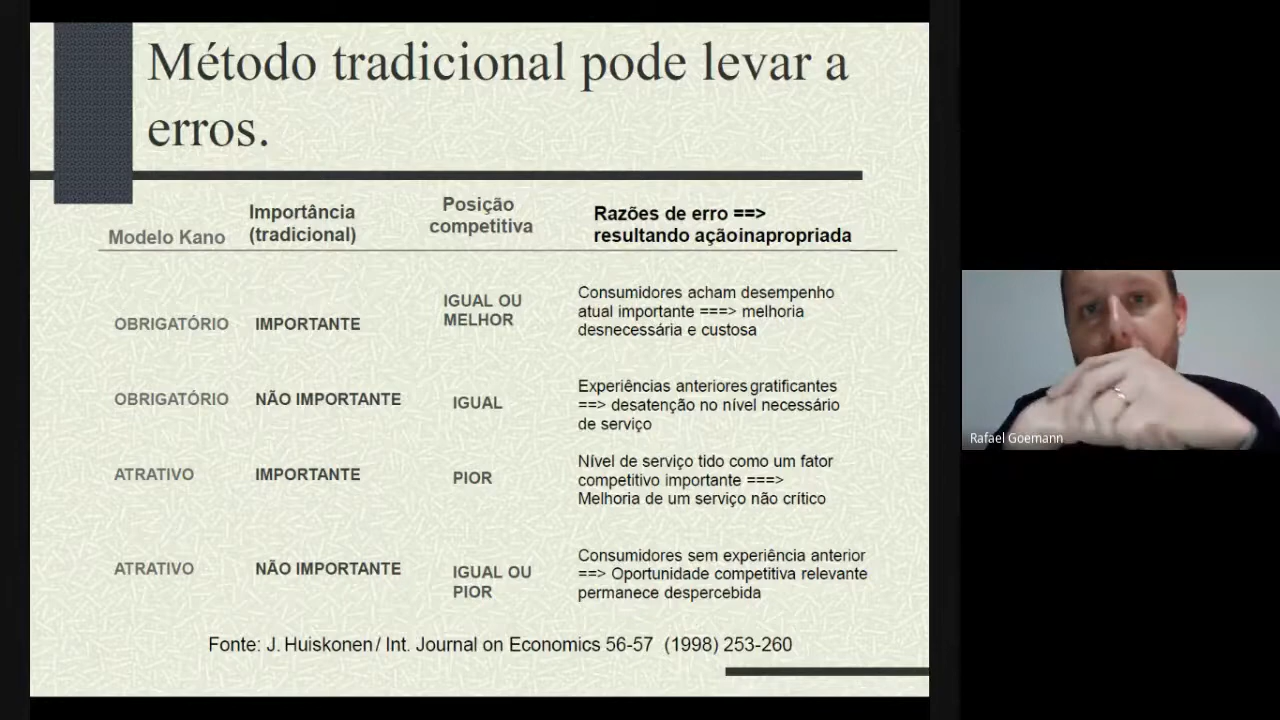 Método tradicional pode levar a
erros.
Modelo Kano
Importância
(tradicional)
Posição
competitiva
Razões de erro ==>
resultando açãoinapropriada
OBRIGATÓRIO
IMPORTANTE
IGUAL OU
MELHOR
Consumidores acham desempenho
atual importante ===> melhoria
desnecessária e custosa
OBRIGATÓRIO
NÃO IMPORTANTE
IGUAL
Experiências anteriores gratificantes
==> desatenção no nível necessário
de serviço
ATRATIVO
IMPORTANTE
PIOR
Nível de serviço tido como um fator
competitivo importante ===>
Melhoria de um serviço não crítico
ATRATIVO
NÃO IMPORTANTE
IGUAL OU
PIOR
Consumidores sem experiência anterior
==> Oportunidade competitiva relevante
permanece despercebida
Fonte: J. Huiskonen / Int. Journal on Economics 56-57 (1998) 253-260
Rafael Goemann